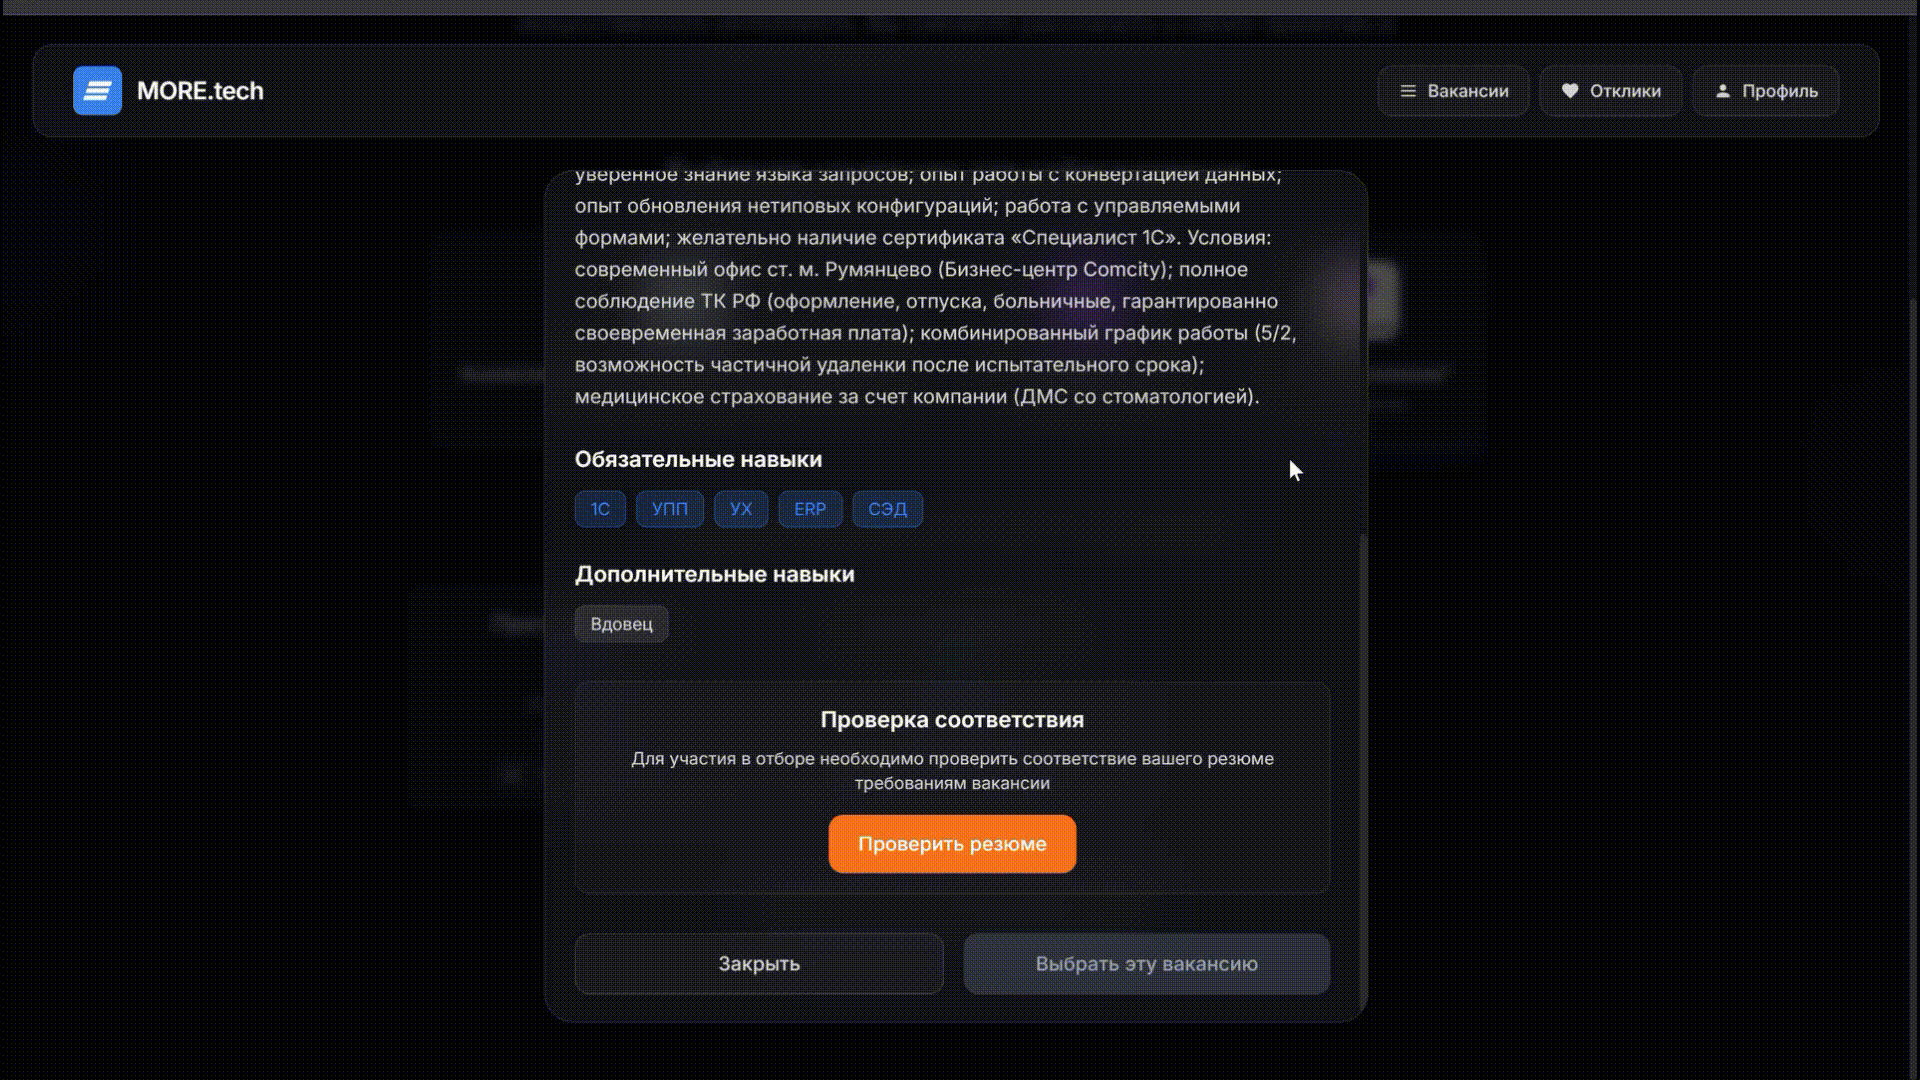 MORE.tech
Вакансии
Отклики
Профиль
уверенное знание языка запросов; опыт работы с конвертацией данных;
опыт обновления нетиповых конфигураций; работа с управляемыми
формами; желательно наличие сертификата «Специалист 1С». Условия:
современный офис ст. м. Румянцево (Бизнес-центр Comcity); полное
соблюдение ТК РФ (оформление, отпуска, больничные, гарантированно
своевременная заработная плата); комбинированный график работы (5/2,
возможность частичной удаленки после испытательного срока);
медицинское страхование за счет компании (ДМС со стоматологией).
Обязательные навыки
1С
УПП
УХ
ERP
СЭД
Дополнительные навыки
Вдовец
Проверка соответствия
Для участия в отборе необходимо проверить соответствие вашего резюме
требованиям вакансии
Проверить резюме
Закрыть
Выбрать эту вакансию